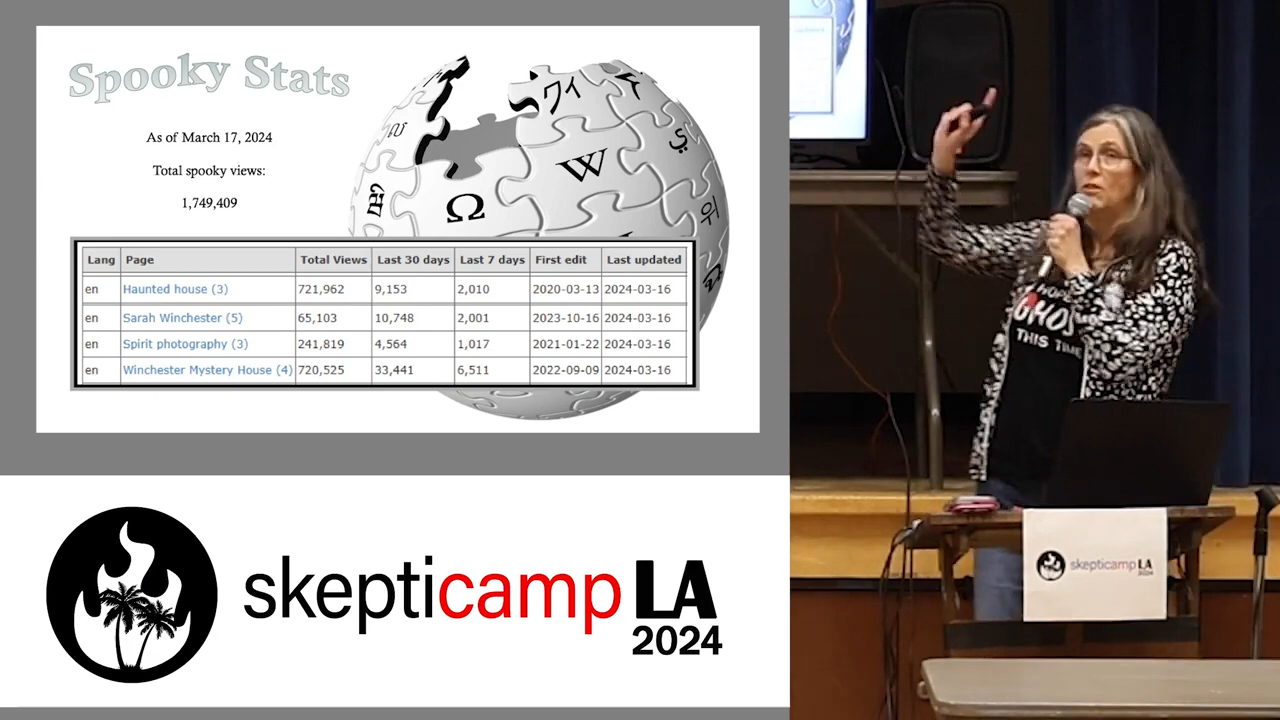 Spooky Stats
As of March 17, 2024
Total spooky views:
1,749,409
W
Ω
Lang Page Total Views Last 30 days Last 7 days First edit Last updated
en Haunted house (3) 721,962 9,153 2,010 2020-03-13 2024-03-16
en Sarah Winchester (5) 65,103 10,748 2,001 2023-10-16 2024-03-16
en Spirit photography (3) 241,819 4,564 1,017 2021-01-22 2024-03-16
en Winchester Mystery House (4) 720,525 33,441 6,511 2022-09-09 2024-03-16
skepticamp LA
2024
THIS TIME
skepticamp LA
2024